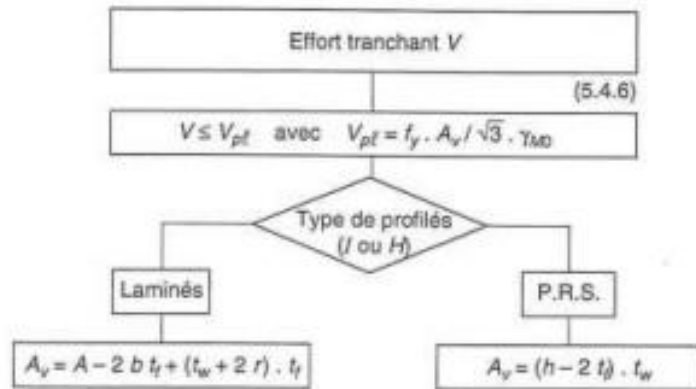 Effort tranchant V
(5.4.6)
V ≤ Vpℓ avec Vpℓ = fy . Av / √3 . γM0
Type de profilés
(I ou H)
Laminés
P.R.S.
Av = A − 2 b tf + (tw + 2 r) . tf
Av = (h − 2 tf) . tw